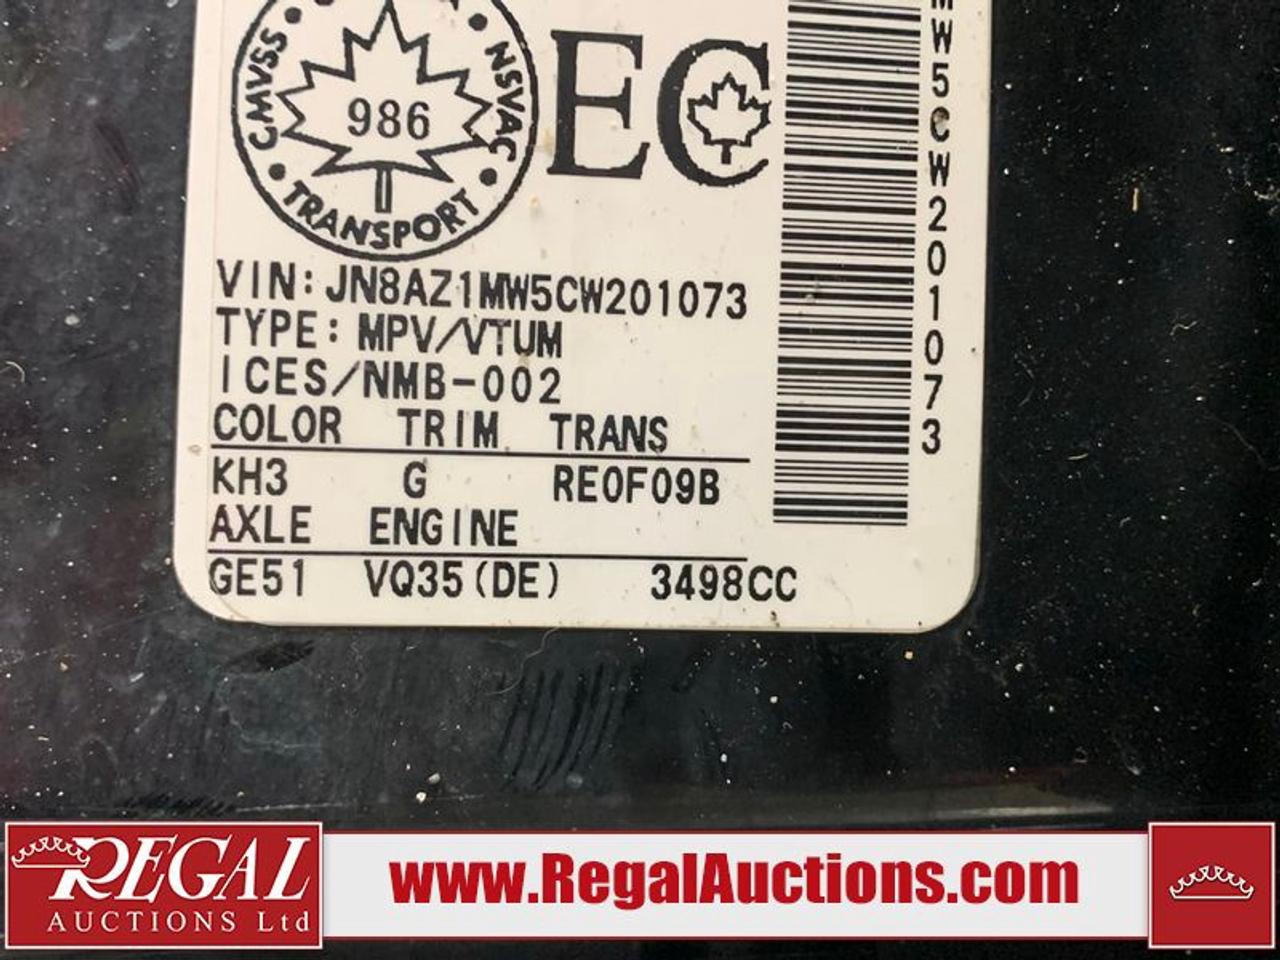 CMVSS
NSVAC
TRANSPORT
986
EC
VIN: JN8AZ1MW5CW201073
TYPE: MPV/VTUM
ICES/NMB-002
COLOR TRIM TRANS
KH3 G RE0F09B
AXLE ENGINE
GE51 VQ35(DE) 3498CC
MW5CW201073
REGAL
AUCTIONS Ltd
www.RegalAuctions.com